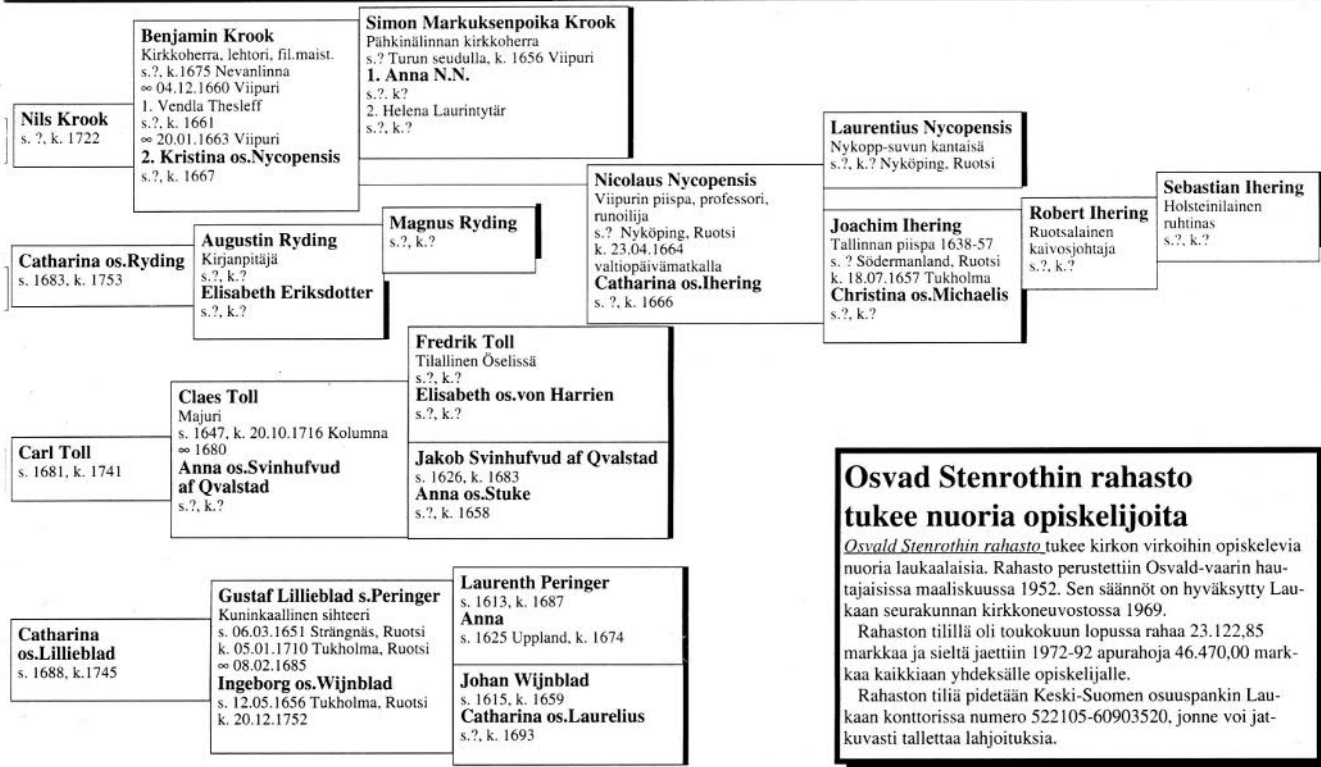 Nils Krook
s. ?, k. 1722
Benjamin Krook
Kirkkoherra, lehtori, fil.maist.
s.?, k.1675 Nevanlinna
∞ 04.12.1660 Viipuri
1. Vendla Thesleff
s.?, k. 1661
∞ 20.01.1663 Viipuri
2. Kristina os.Nycopensis
s.?, k. 1667
Simon Markuksenpoika Krook
Pähkinälinnan kirkkoherra
s.? Turun seudulla, k. 1656 Viipuri
1. Anna N.N.
s.?. k?
2. Helena Laurintytär
s.?, k.?
Nicolaus Nycopensis
Viipurin piispa, professori,
runoilija
s.? Nyköping, Ruotsi
k. 23.04.1664
valtiopäivämatkalla
Catharina os.Ihering
s. ?, k. 1666
Laurentius Nycopensis
Nykopp-suvun kantaisä
s.?, k.? Nyköping, Ruotsi
Joachim Ihering
Tallinnan piispa 1638-57
s. ? Södermanland, Ruotsi
k. 18.07.1657 Tukholma
Christina os.Michaelis
s.?, k.?
Robert Ihering
Ruotsalainen
kaivosjohtaja
s.?, k.?
Sebastian Ihering
Holsteinilainen
ruhtinas
s.?, k.?
Catharina os.Ryding
s. 1683, k. 1753
Augustin Ryding
Kirjanpitäjä
s.?, k.?
Elisabeth Eriksdotter
s.?, k.?
Magnus Ryding
s.?, k.?
Carl Toll
s. 1681, k. 1741
Claes Toll
Majuri
s. 1647, k. 20.10.1716 Kolumna
∞ 1680
Anna os.Svinhufvud
af Qvalstad
s.?, k.?
Fredrik Toll
Tilallinen Öselissä
s.?, k.?
Elisabeth os.von Harrien
s.?, k.?
Jakob Svinhufvud af Qvalstad
s. 1626, k. 1683
Anna os.Stuke
s.?, k. 1658
Catharina
os.Lillieblad
s. 1688, k.1745
Gustaf Lillieblad s.Peringer
Kuninkaallinen sihteeri
s. 06.03.1651 Strängnäs, Ruotsi
k. 05.01.1710 Tukholma, Ruotsi
∞ 08.02.1685
Ingeborg os.Wijnblad
s. 12.05.1656 Tukholma, Ruotsi
k. 20.12.1752
Laurenth Peringer
s. 1613, k. 1687
Anna
s. 1625 Uppland, k. 1674
Johan Wijnblad
s. 1615, k. 1659
Catharina os.Laurelius
s.?, k. 1693
Osvad Stenrothin rahasto
tukee nuoria opiskelijoita
Osvald Stenrothin rahasto tukee kirkon virkoihin opiskelevia
nuoria laukaalaisia. Rahasto perustettiin Osvald-vaarin hau-
tajaisissa maaliskuussa 1952. Sen säännöt on hyväksytty Lau-
kaan seurakunnan kirkkoneuvostossa 1969.
Rahaston tilillä oli toukokuun lopussa rahaa 23.122,85
markkaa ja sieltä jaettiin 1972-92 apurahoja 46.470,00 mark-
kaa kaikkiaan yhdeksälle opiskelijalle.
Rahaston tiliä pidetään Keski-Suomen osuuspankin Lau-
kaan konttorissa numero 522105-60903520, jonne voi jat-
kuvasti tallettaa lahjoituksia.